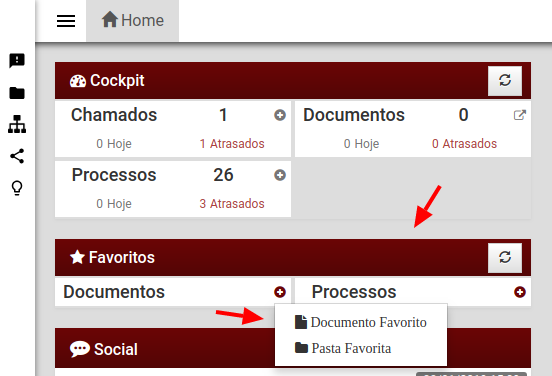 Home
Cockpit
Chamados 1
0 Hoje 1 Atrasados
Documentos 0
0 Hoje 0 Atrasados
Processos 26
0 Hoje 3 Atrasados
Favoritos
Documentos
Processos
Documento Favorito
Pasta Favorita
Social